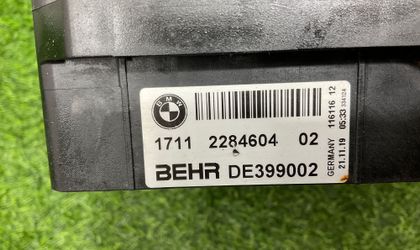 BMW
1711 2284604 02
BEHR DE399002
GERMANY 116116 12
21.11.19 05:33